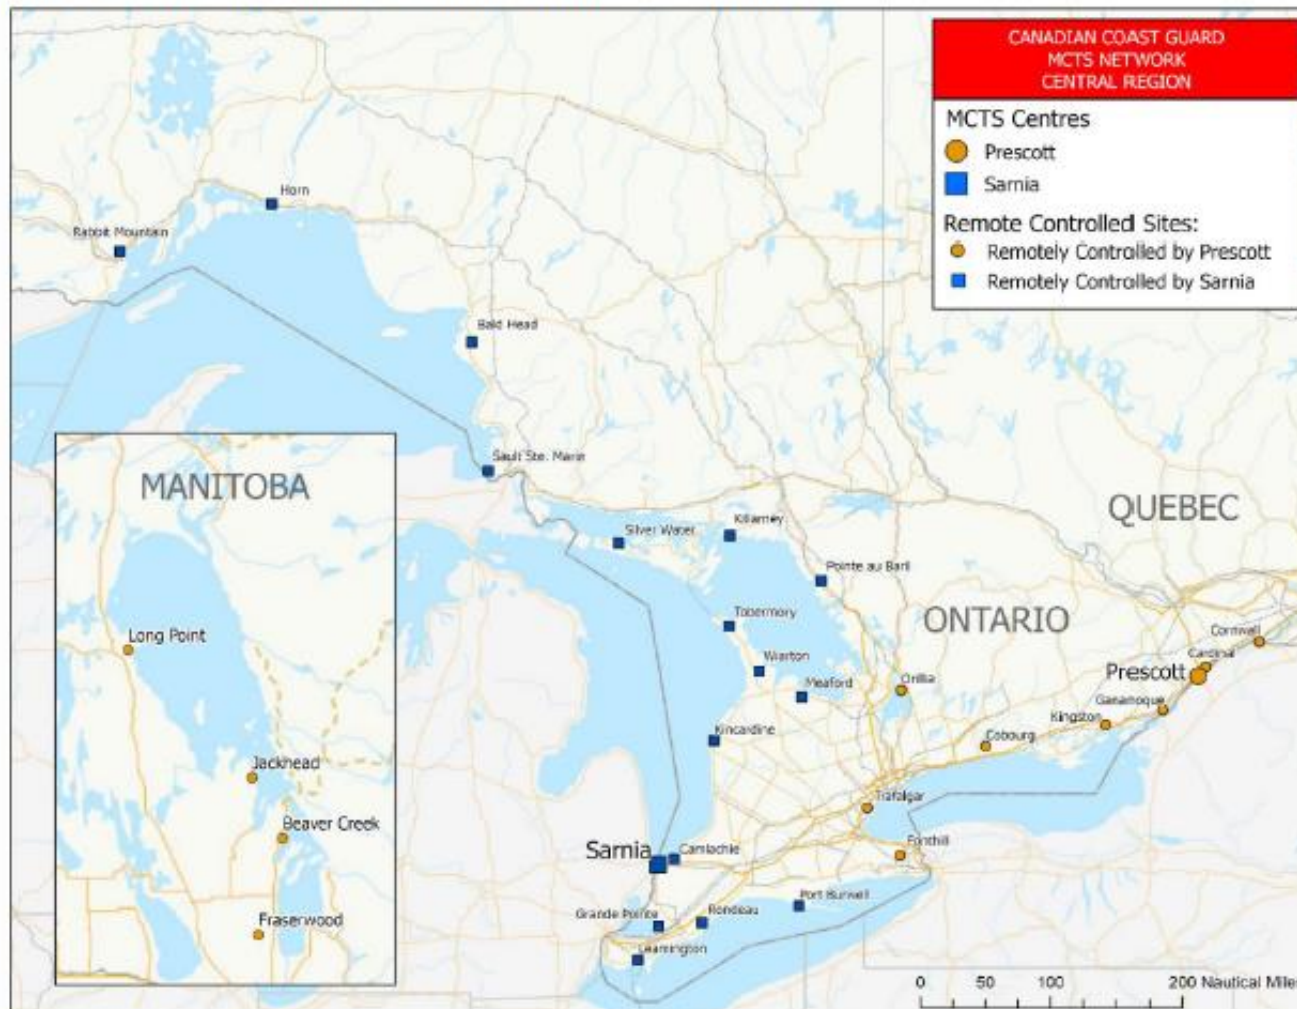 CANADIAN COAST GUARD
MCTS NETWORK
CENTRAL REGION
MCTS Centres
Prescott
Sarnia
Remote Controlled Sites:
Remotely Controlled by Prescott
Remotely Controlled by Sarnia
Horn
Rabbit Mountain
Bald Head
Sault Ste. Marie
MANITOBA
QUEBEC
Silver Water
Killarney
Pointe au Baril
Tobermory
ONTARIO
Long Point
Cornwall
Cardinal
Prescott
Wiarton
Meaford
Orillia
Gananoque
Kingston
Kincardine
Cobourg
Jackhead
Trafalgar
Beaver Creek
Sarnia
Camlachie
Fonthill
Port Burwell
Grande Pointe
Rondeau
Fraserwood
Leamington
0 50 100 200 Nautical Miles